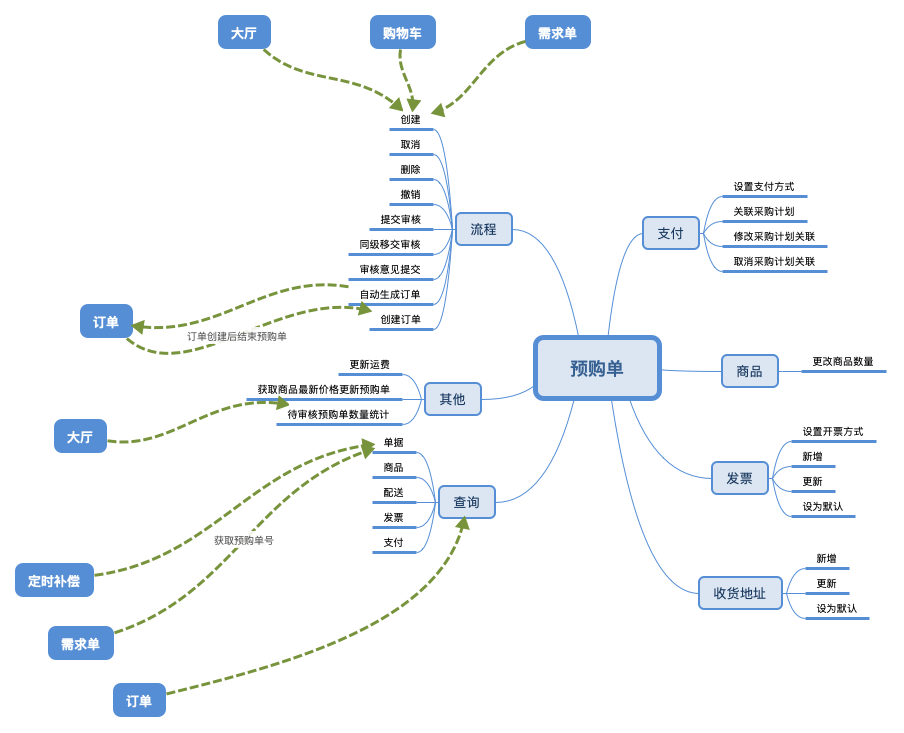 大厅
购物车
需求单
创建
取消
删除
撤销
提交审核
同级移交审核
审核意见提交
自动生成订单
创建订单
流程
订单
订单创建后结束预购单
更新运费
获取商品最新价格更新预购单
待审核预购单数量统计
其他
大厅
单据
商品
配送
发票
支付
查询
获取预购单号
定时补偿
需求单
订单
预购单
支付
设置支付方式
关联采购计划
修改采购计划关联
取消采购计划关联
商品
更改商品数量
发票
设置开票方式
新增
更新
设为默认
收货地址
新增
更新
设为默认